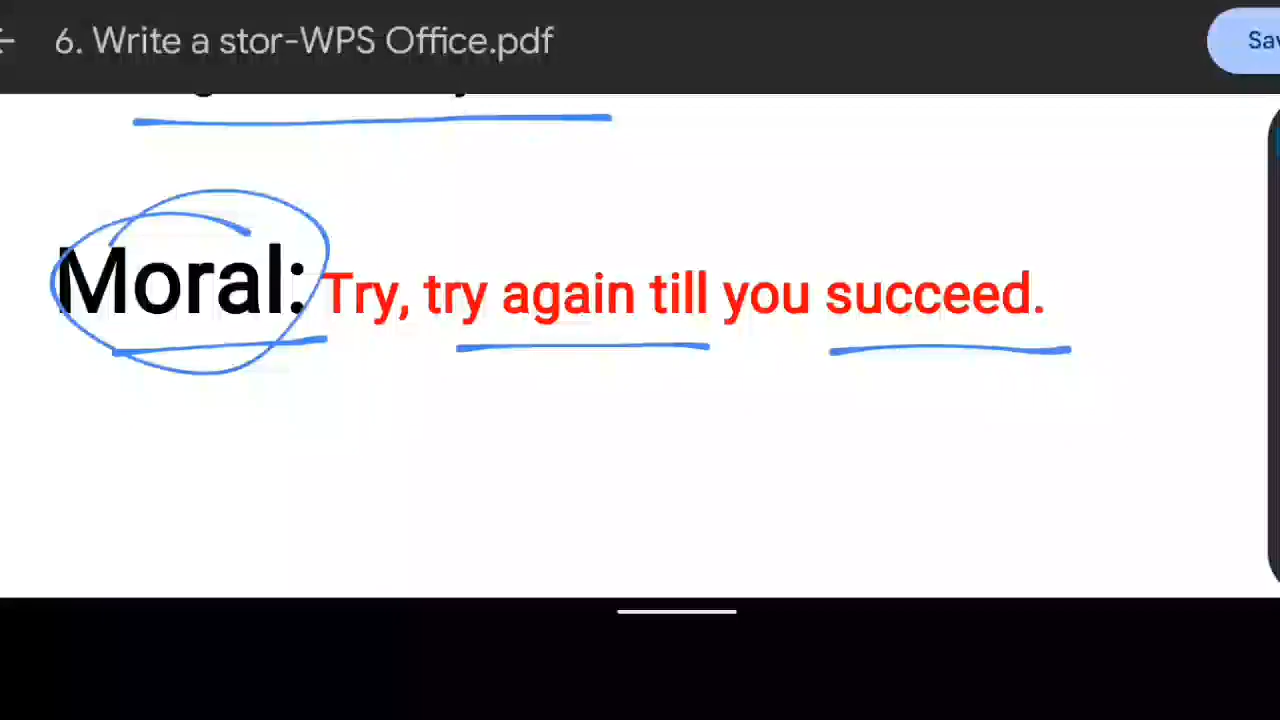 6. Write a stor-WPS Office.pdf
Moral: Try, try again till you succeed.